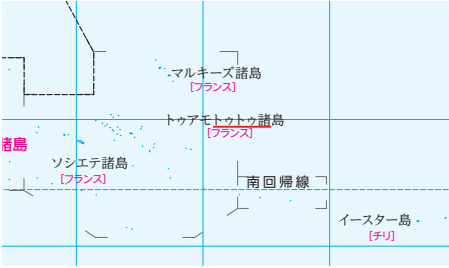 マルキーズ諸島
[フランス]
トゥアモトゥトゥ諸島
[フランス]
諸島
ソシエテ諸島
[フランス]
南回帰線
イースター島
[チリ]